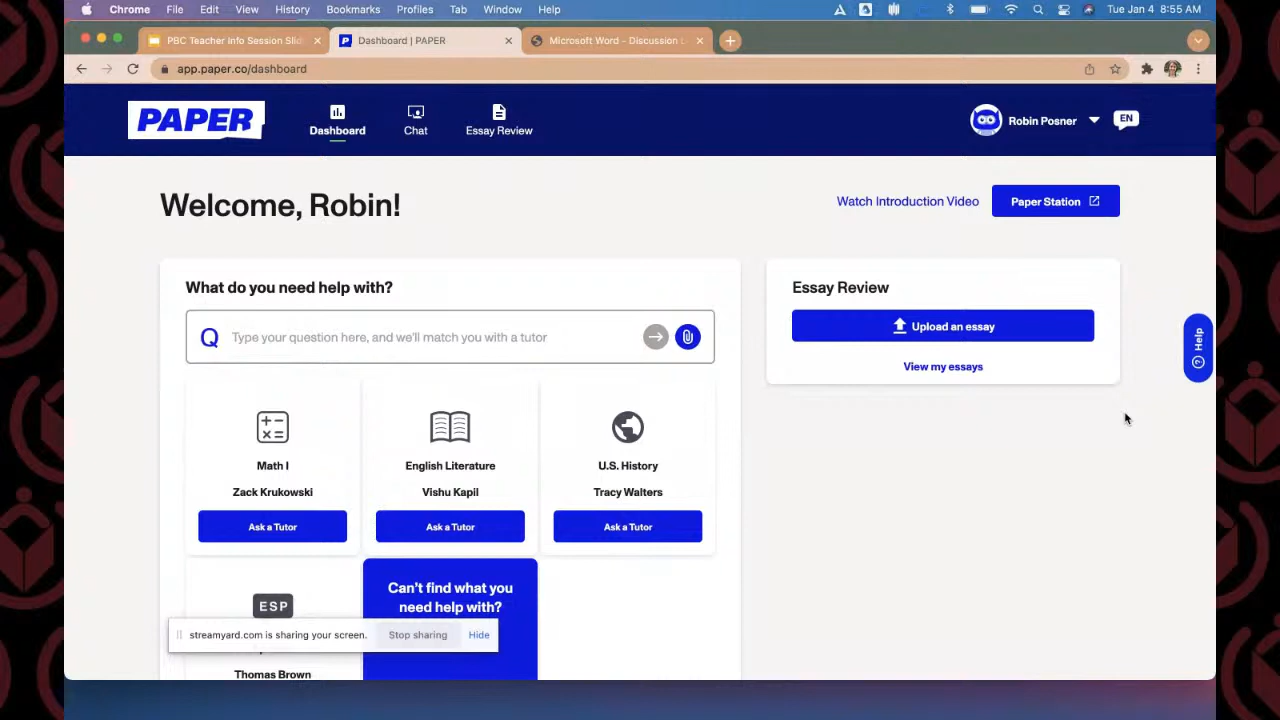 Chrome File Edit View History Bookmarks Profiles Tab Window Help Tue Jan 4 8:55 AM
PBC Teacher Info Session Slid Dashboard | PAPER Microsoft Word - Discussion L
app.paper.co/dashboard
PAPER Dashboard Chat Essay Review Robin Posner EN
Welcome, Robin!
Watch Introduction Video Paper Station
What do you need help with?
Q Type your question here, and we'll match you with a tutor
Essay Review
Upload an essay
View my essays
Help
Math I English Literature U.S. History
Zack Krukowski Vishu Kapil Tracy Walters
Ask a Tutor Ask a Tutor Ask a Tutor
ESP
Can't find what you
need help with?
streamyard.com is sharing your screen. Stop sharing Hide
Thomas Brown